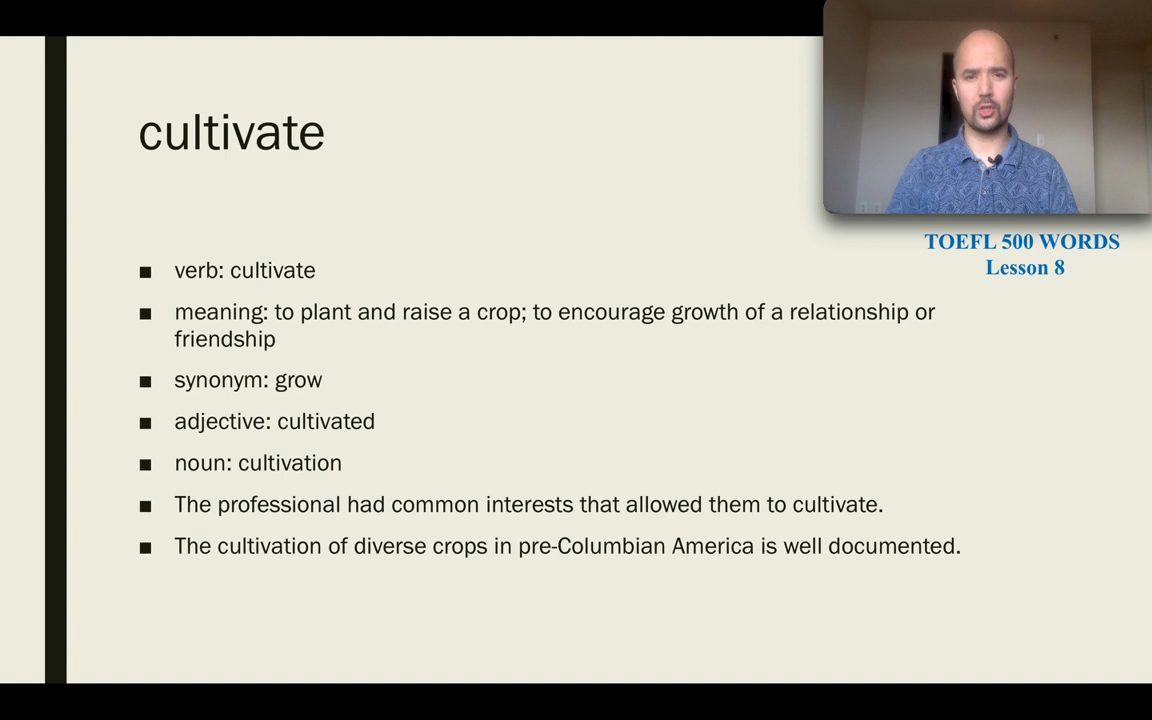 cultivate
TOEFL 500 WORDS
Lesson 8
■ verb: cultivate
■ meaning: to plant and raise a crop; to encourage growth of a relationship or
friendship
■ synonym: grow
■ adjective: cultivated
■ noun: cultivation
■ The professional had common interests that allowed them to cultivate.
■ The cultivation of diverse crops in pre-Columbian America is well documented.